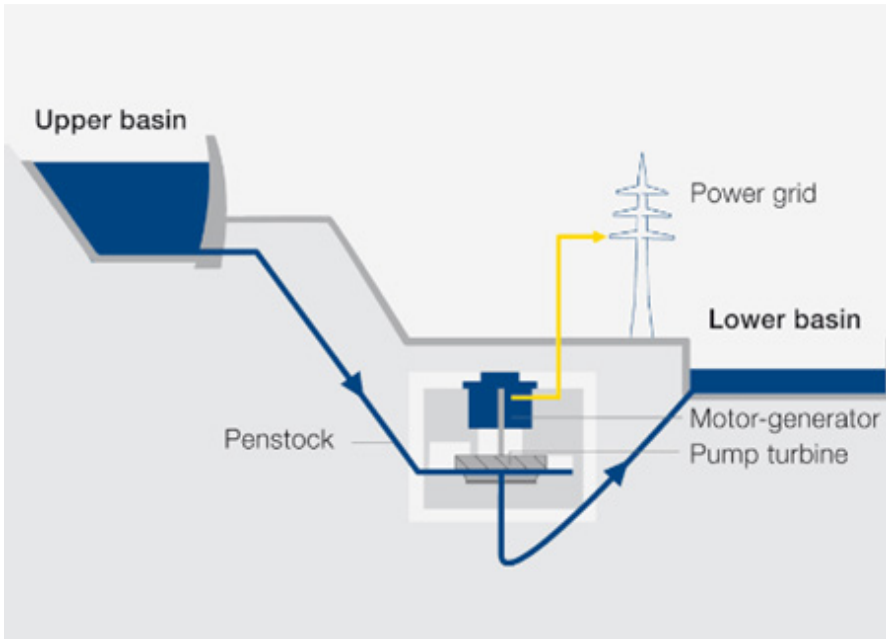 Upper basin
Power grid
Lower basin
Motor-generator
Penstock
Pump turbine